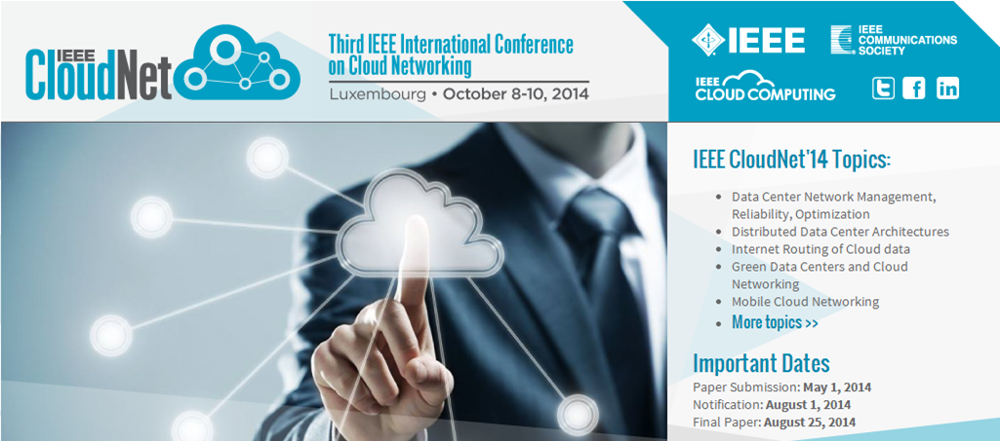 IEEE
CloudNet
Third IEEE International Conference
on Cloud Networking
Luxembourg • October 8-10, 2014
IEEE
IEEE
COMMUNICATIONS
SOCIETY
IEEE
CLOUD COMPUTING
IEEE CloudNet'14 Topics:
• Data Center Network Management,
Reliability, Optimization
• Distributed Data Center Architectures
• Internet Routing of Cloud data
• Green Data Centers and Cloud
Networking
• Mobile Cloud Networking
• More topics >>
Important Dates
Paper Submission: May 1, 2014
Notification: August 1, 2014
Final Paper: August 25, 2014